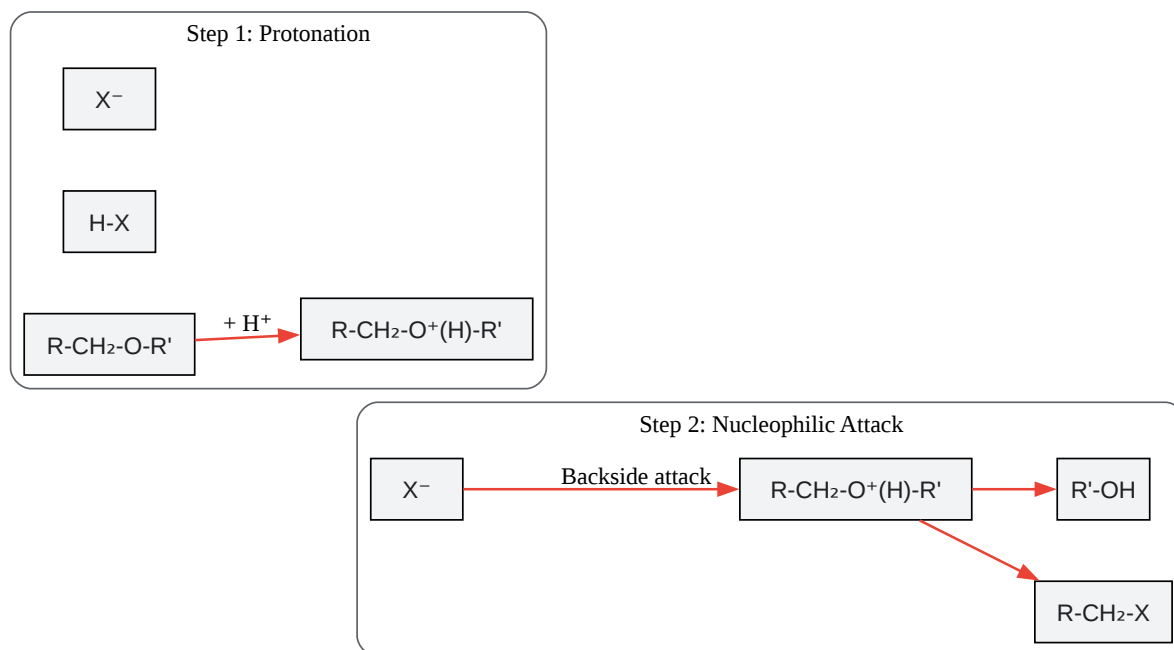 Step 1: Protonation
X⁻
H-X
R-CH₂-O-R'
+ H⁺
R-CH₂-O⁺(H)-R'
Step 2: Nucleophilic Attack
X⁻
Backside attack
R-CH₂-O⁺(H)-R'
R'-OH
R-CH₂-X